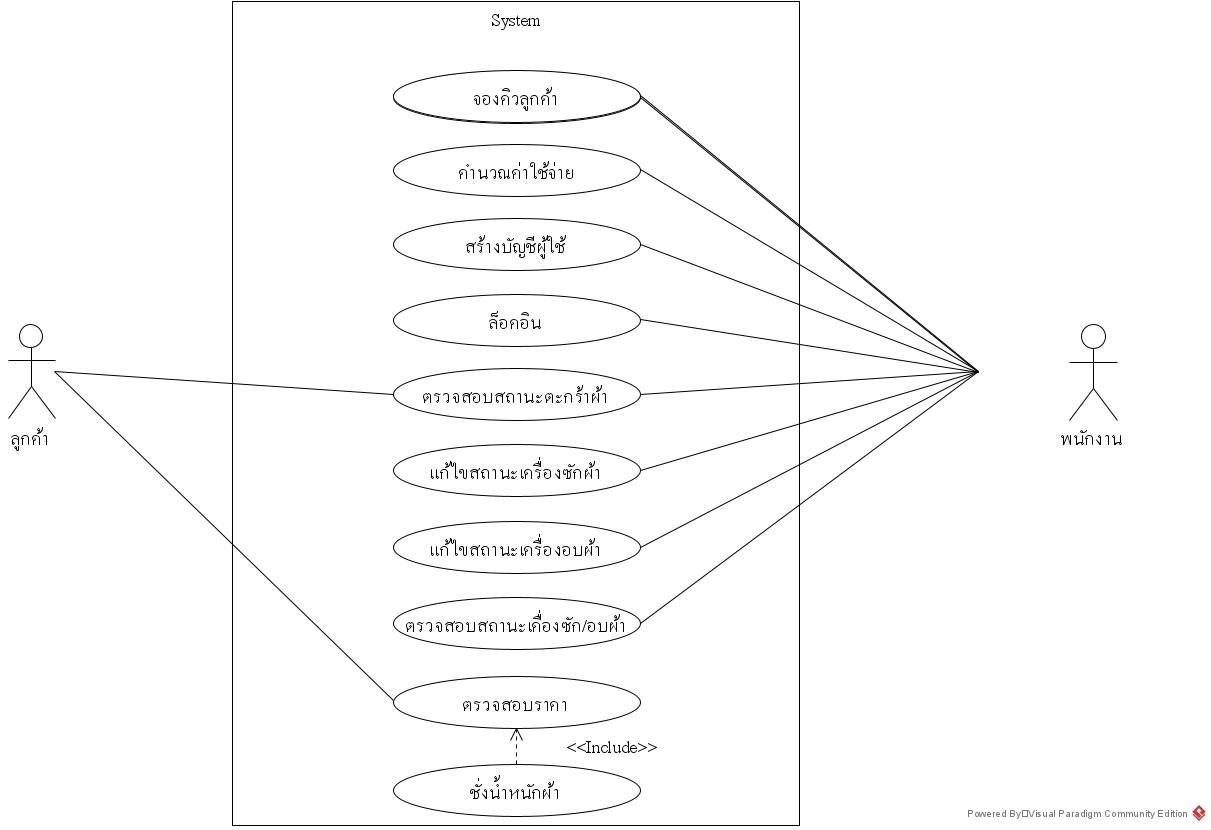 System
จองคิวลูกค้า
คำนวณค่าใช้จ่าย
สร้างบัญชีผู้ใช้
ล็อคอิน
ตรวจสอบสถานะตะกร้าผ้า
แก้ไขสถานะเครื่องซักผ้า
แก้ไขสถานะเครื่องอบผ้า
ตรวจสอบสถานะเคื่องซัก/อบผ้า
ตรวจสอบราคา
<<Include>>
ชั่งน้ำหนักผ้า
ลูกค้า
พนักงาน
Powered By Visual Paradigm Community Edition